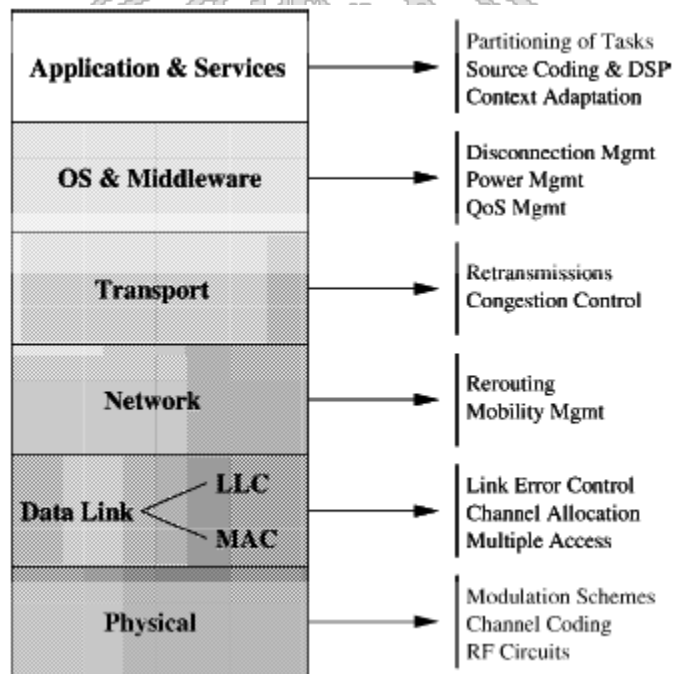 Application & Services
Partitioning of Tasks
Source Coding & DSP
Context Adaptation
OS & Middleware
Disconnection Mgmt
Power Mgmt
QoS Mgmt
Transport
Retransmissions
Congestion Control
Network
Rerouting
Mobility Mgmt
Data Link
LLC
MAC
Link Error Control
Channel Allocation
Multiple Access
Physical
Modulation Schemes
Channel Coding
RF Circuits